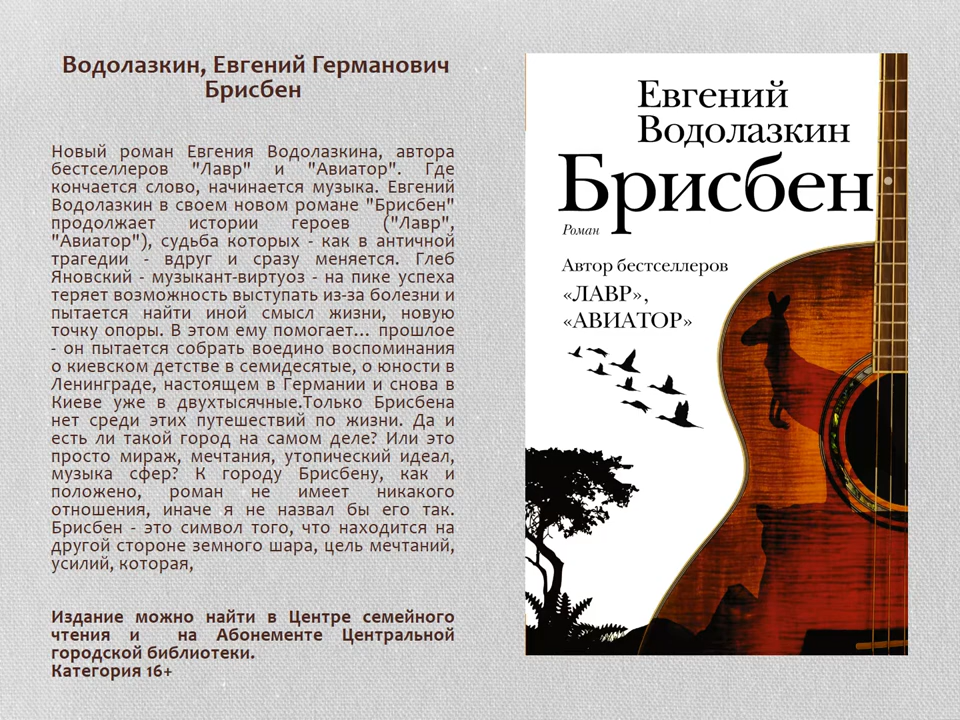 Водолазкин, Евгений Германович
Брисбен
Новый роман Евгения Водолазкина, автора
бестселлеров "Лавр" и "Авиатор". Где
кончается слово, начинается музыка. Евгений
Водолазкин в своем новом романе "Брисбен"
продолжает истории героев ("Лавр",
"Авиатор"), судьба которых - как в античной
трагедии - вдруг и сразу меняется. Глеб
Яновский - музыкант-виртуоз - на пике успеха
теряет возможность выступать из-за болезни и
пытается найти иной смысл жизни, новую
точку опоры. В этом ему помогает... прошлое
- он пытается собрать воедино воспоминания
о киевском детстве в семидесятые, о юности в
Ленинграде, настоящем в Германии и снова в
Киеве уже в двухтысячные.Только Брисбена
нет среди этих путешествий по жизни. Да и
есть ли такой город на самом деле? Или это
просто мираж, мечтания, утопический идеал,
музыка сфер? К городу Брисбену, как и
положено, роман не имеет никакого
отношения, иначе я не назвал бы его так.
Брисбен - это символ того, что находится на
другой стороне земного шара, цель мечтаний,
усилий, которая,
Издание можно найти в Центре семейного
чтения и на Абонементе Центральной
городской библиотеки.
Категория 16+
Евгений
Водолазкин
Брисбен
Роман
Автор бестселлеров
«ЛАВР»,
«АВИАТОР»